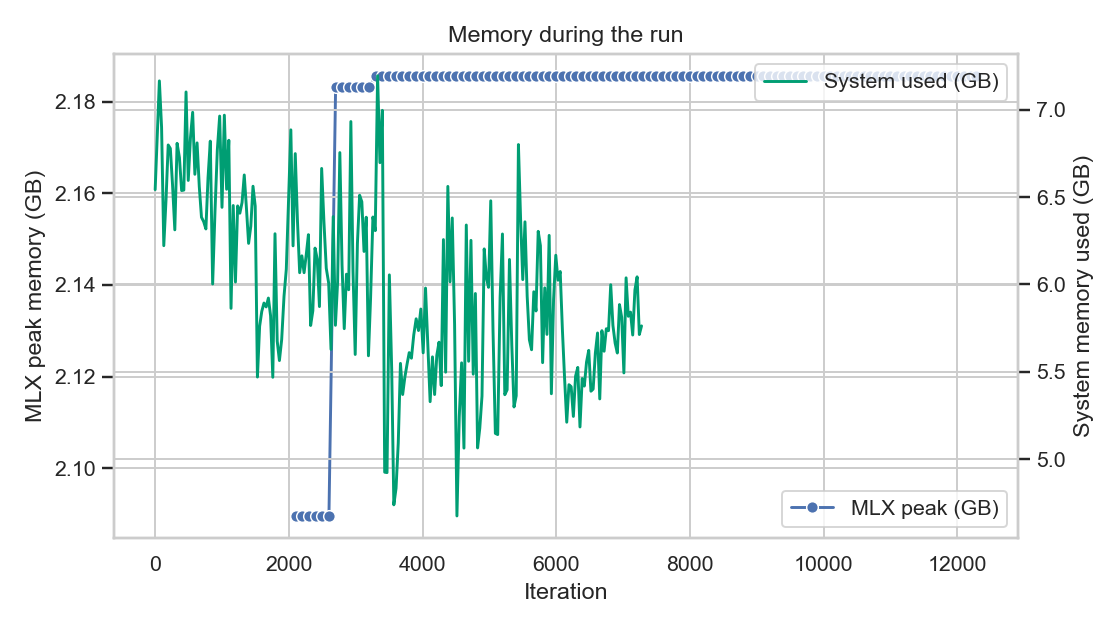 Memory during the run
System used (GB)
MLX peak (GB)
MLX peak memory (GB)
2.18
2.16
2.14
2.12
2.10
System memory used (GB)
7.0
6.5
6.0
5.5
5.0
0 2000 4000 6000 8000 10000 12000
Iteration